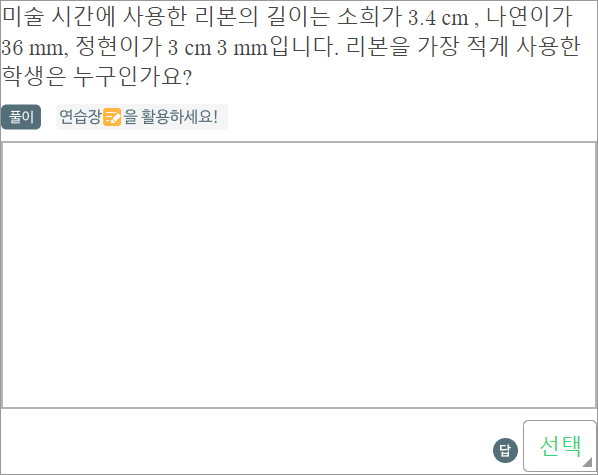 미술 시간에 사용한 리본의 길이는 소희가 3.4 cm , 나연이가
36 mm, 정현이가 3 cm 3 mm입니다. 리본을 가장 적게 사용한
학생은 누구인가요?
풀이 연습장을 활용하세요!
답 선택